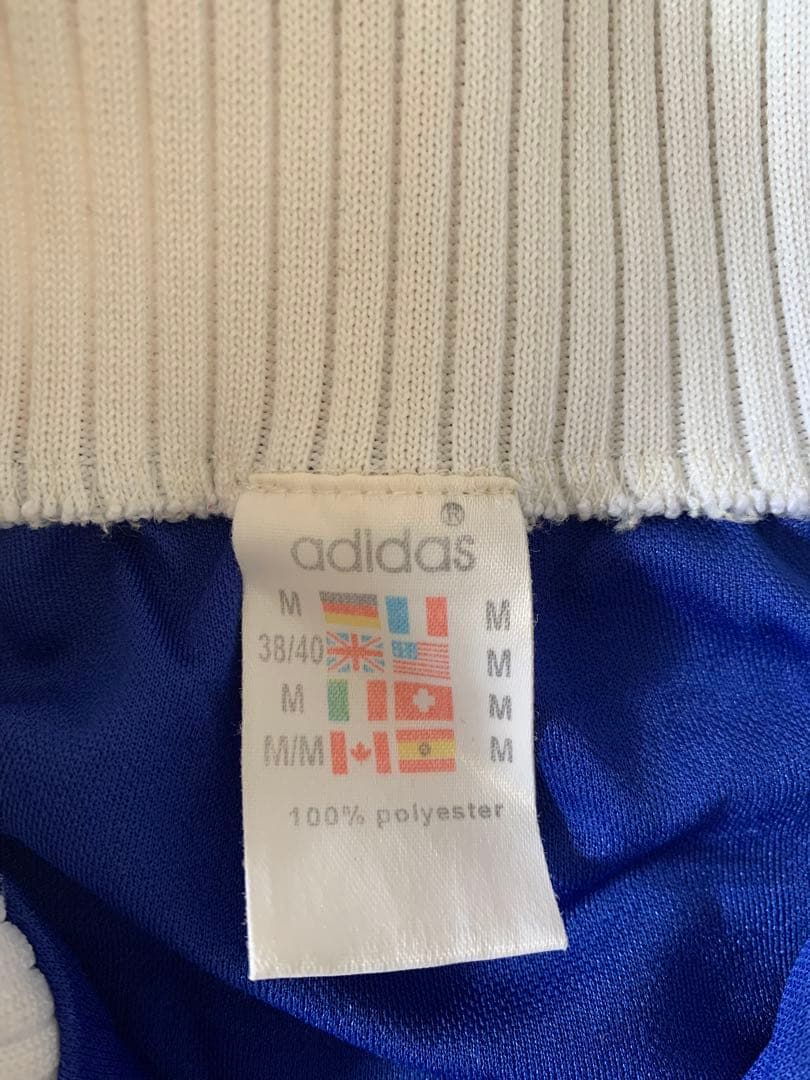 adidas®
M M
38/40 M
M M
M/M M
100% polyester